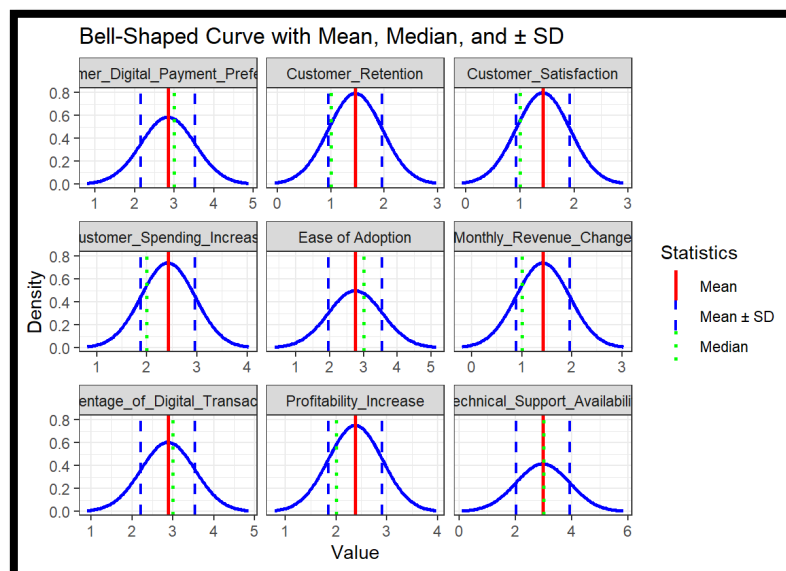 Bell-Shaped Curve with Mean, Median, and ± SD
mer_Digital_Payment_Prefe
Customer_Retention
Customer_Satisfaction
0.8
0.6
0.4
0.2
0.0
1 2 3 4 5
0 1 2 3
0 1 2 3
ustomer_Spending_Increas
Ease of Adoption
Monthly_Revenue_Change
0.8
0.6
0.4
0.2
0.0
1 2 3 4
1 2 3 4 5
0 1 2 3
entage_of_Digital_Transac
Profitability_Increase
echnical_Support_Availabili
0.8
0.6
0.4
0.2
0.0
1 2 3 4 5
1 2 3 4
0 2 4 6
Density
Value
Statistics
Mean
Mean ± SD
Median